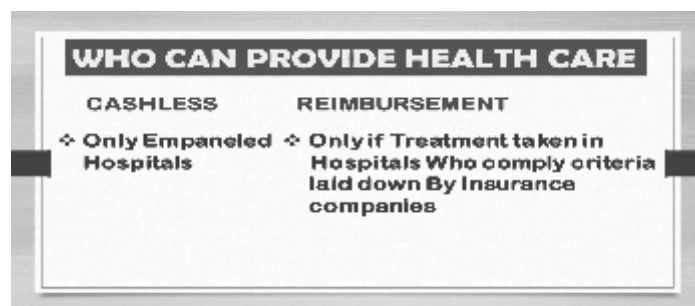 WHO CAN PROVIDE HEALTH CARE
CASHLESS
❖ Only Empaneled
Hospitals
REIMBURSEMENT
❖ Only if Treatment taken in
Hospitals Who comply criteria
laid down By Insurance
companies